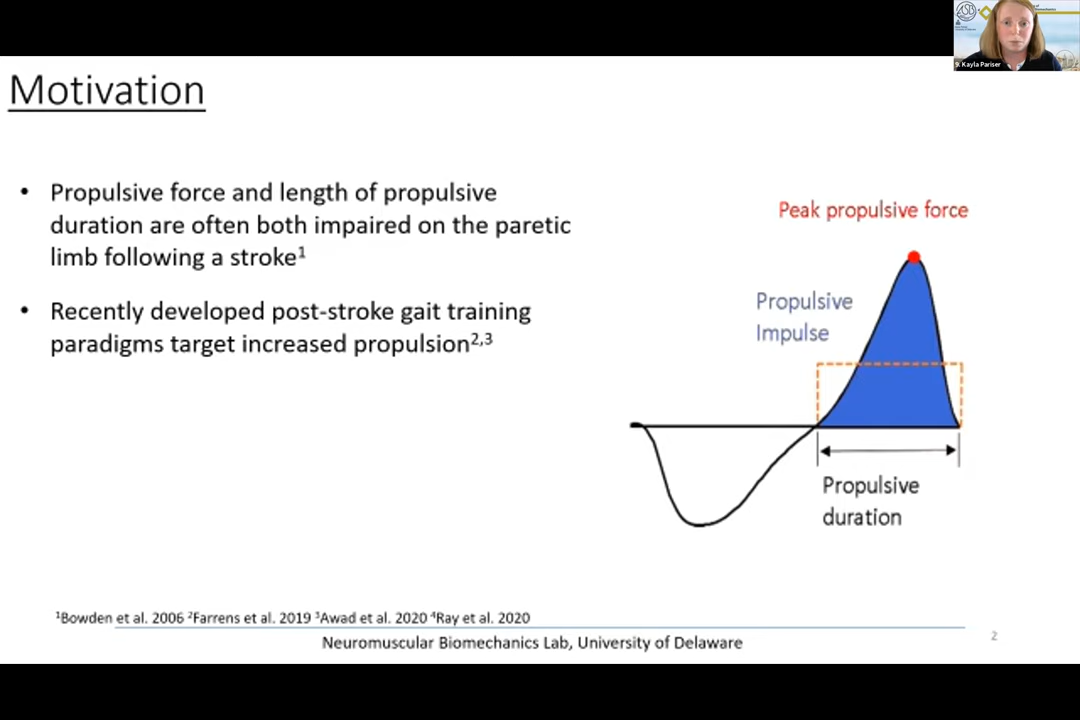 Kayla Pariser
Motivation
• Propulsive force and length of propulsive
duration are often both impaired on the paretic
limb following a stroke¹
• Recently developed post-stroke gait training
paradigms target increased propulsion²,³
Peak propulsive force
Propulsive
Impulse
Propulsive
duration
¹Bowden et al. 2006 ²Farrens et al. 2019 ³Awad et al. 2020 ⁴Ray et al. 2020
Neuromuscular Biomechanics Lab, University of Delaware
2